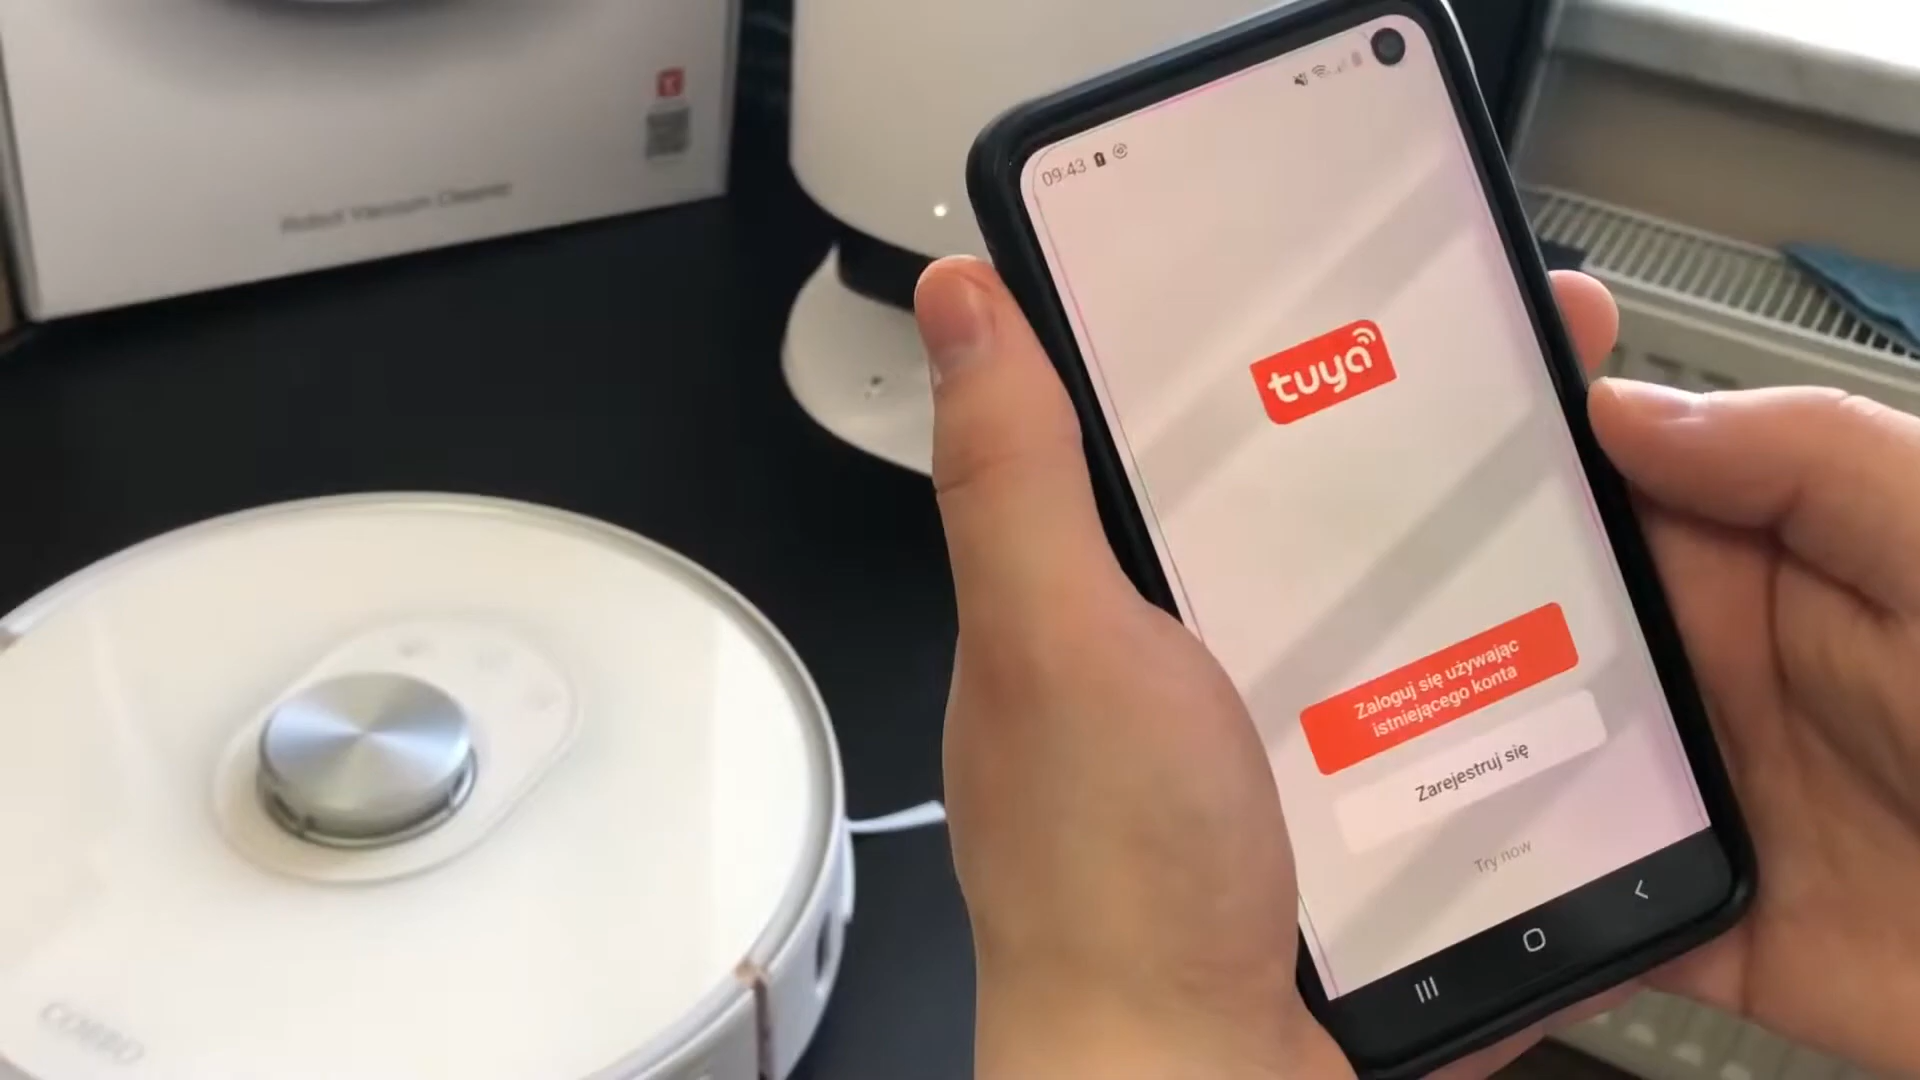 Robot Vacuum Cleaner
09:43
tuya
Zaloguj się używając
istniejącego konta
Zarejestruj się
Try now